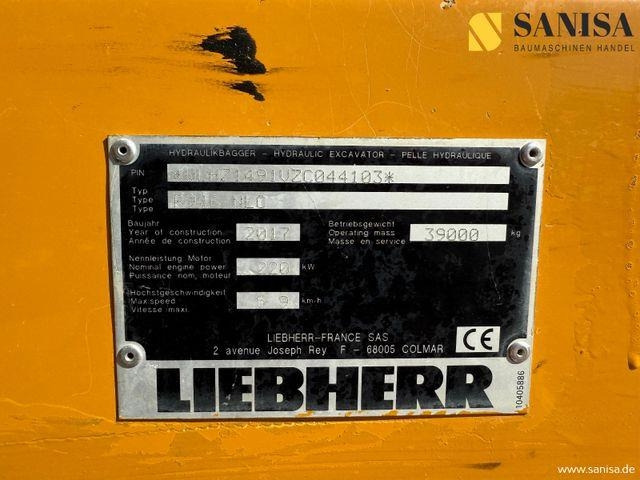 SANISA
BAUMASCHINEN HANDEL
HYDRAULIKBAGGER - HYDRAULIC EXCAVATOR - PELLE HYDRAULIQUE
PIN
Typ
Type
Type NLC
Baujahr
Year of construction 2017
Année de construction
Betriebsgewicht
Operating mass 39000 kg
Masse en service
Nennleistung Motor
Nominal engine power 220 kW
Puissance nom. moteur
Höchstgeschwindigkeit
Max.speed km-h
Vitesse maxi.
LIEBHERR-FRANCE SAS
2 avenue Joseph Rey F - 68005 COLMAR
CE
LIEBHERR
10405886
www.sanisa.de